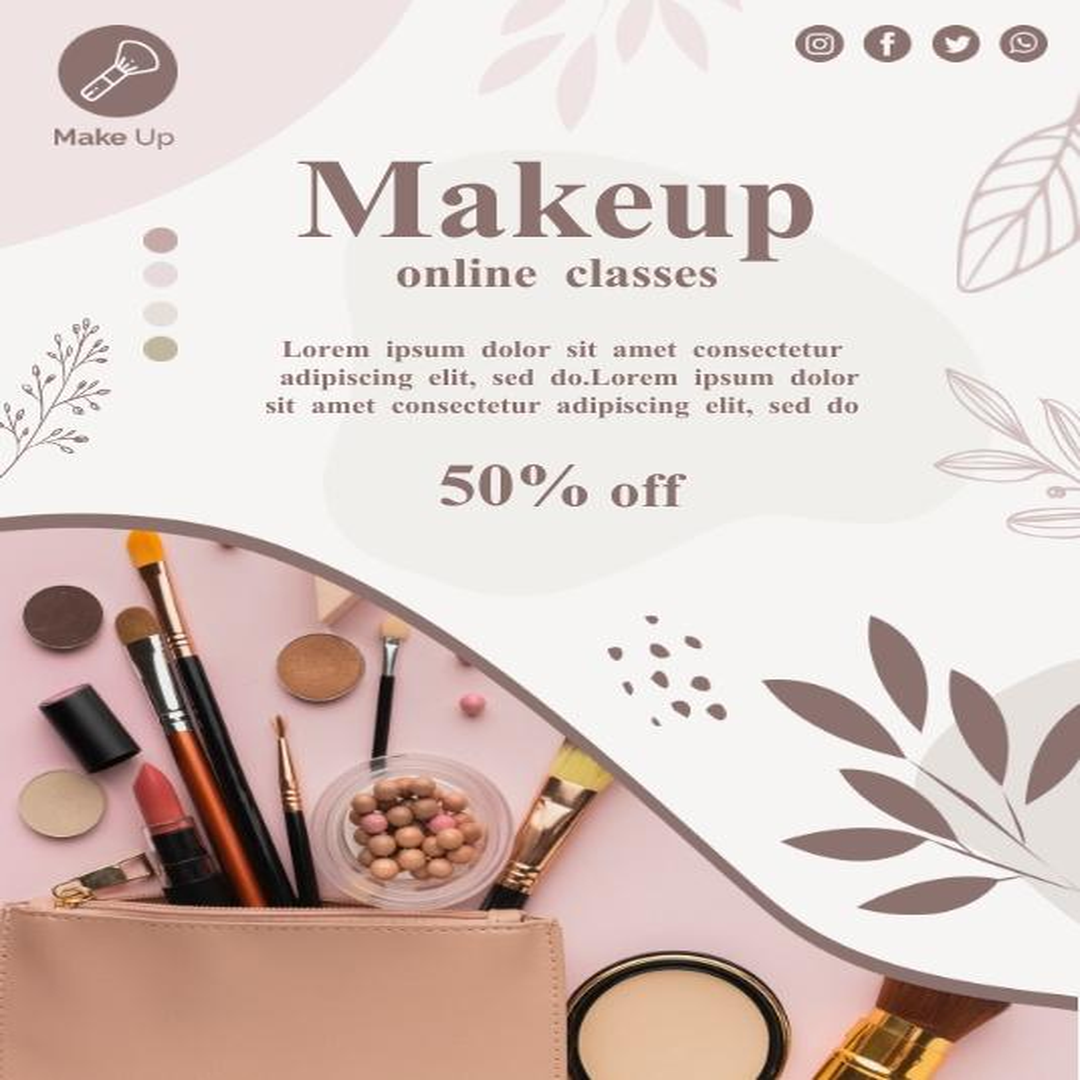 Make Up
Makeup
online classes
Lorem ipsum dolor sit amet consectetur
adipiscing elit, sed do.Lorem ipsum dolor
sit amet consectetur adipiscing elit, sed do
50% off